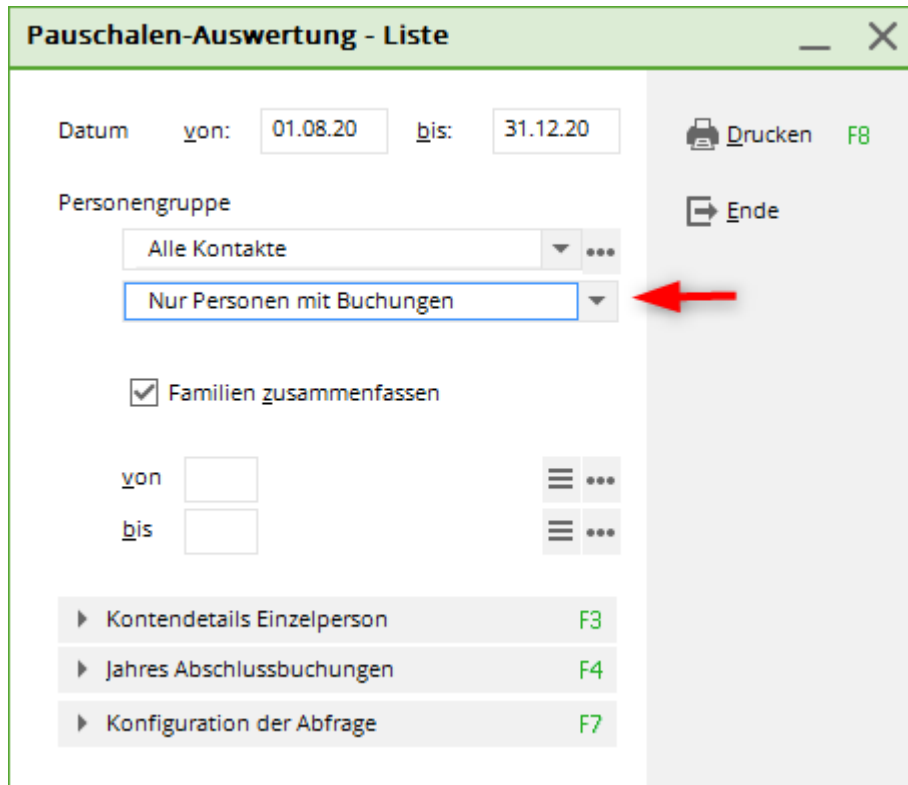 Pauschalen-Auswertung - Liste
Datum von: 01.08.20 bis: 31.12.20
Drucken F8
Personengruppe
Ende
Alle Kontakte
Nur Personen mit Buchungen
Familien zusammenfassen
von
bis
Kontendetails Einzelperson F3
Jahres Abschlussbuchungen F4
Konfiguration der Abfrage F7